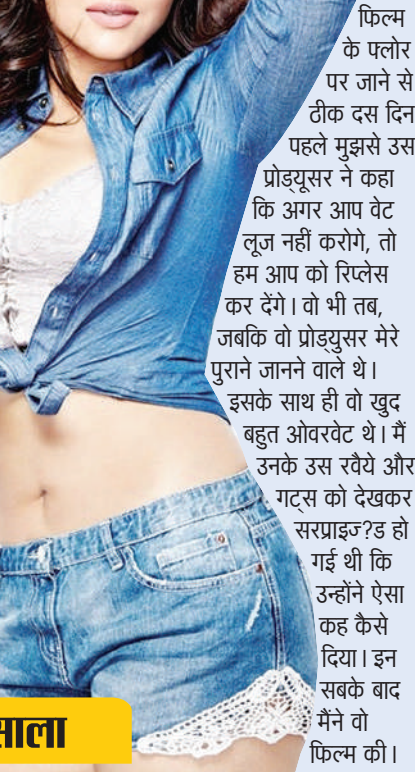 फिल्म
के फ्लोर
पर जाने से
ठीक दस दिन
पहले मुझसे उस
प्रोड्यूसर ने कहा
कि अगर आप वेट
लूज नहीं करोगे, तो
हम आप को रिप्लेस
कर देंगे। वो भी तब,
जबकि वो प्रोड्युसर मेरे
पुराने जानने वाले थे।
इसके साथ ही वो खुद
बहुत ओवरवेट थे। मैं
उनके उस रवैये और
गट्स को देखकर
सरप्राइज?ड हो
गई थी कि
उन्होंने ऐसा
कह कैसे
दिया। इन
सबके बाद
मैंने वो
फिल्म की।
साला